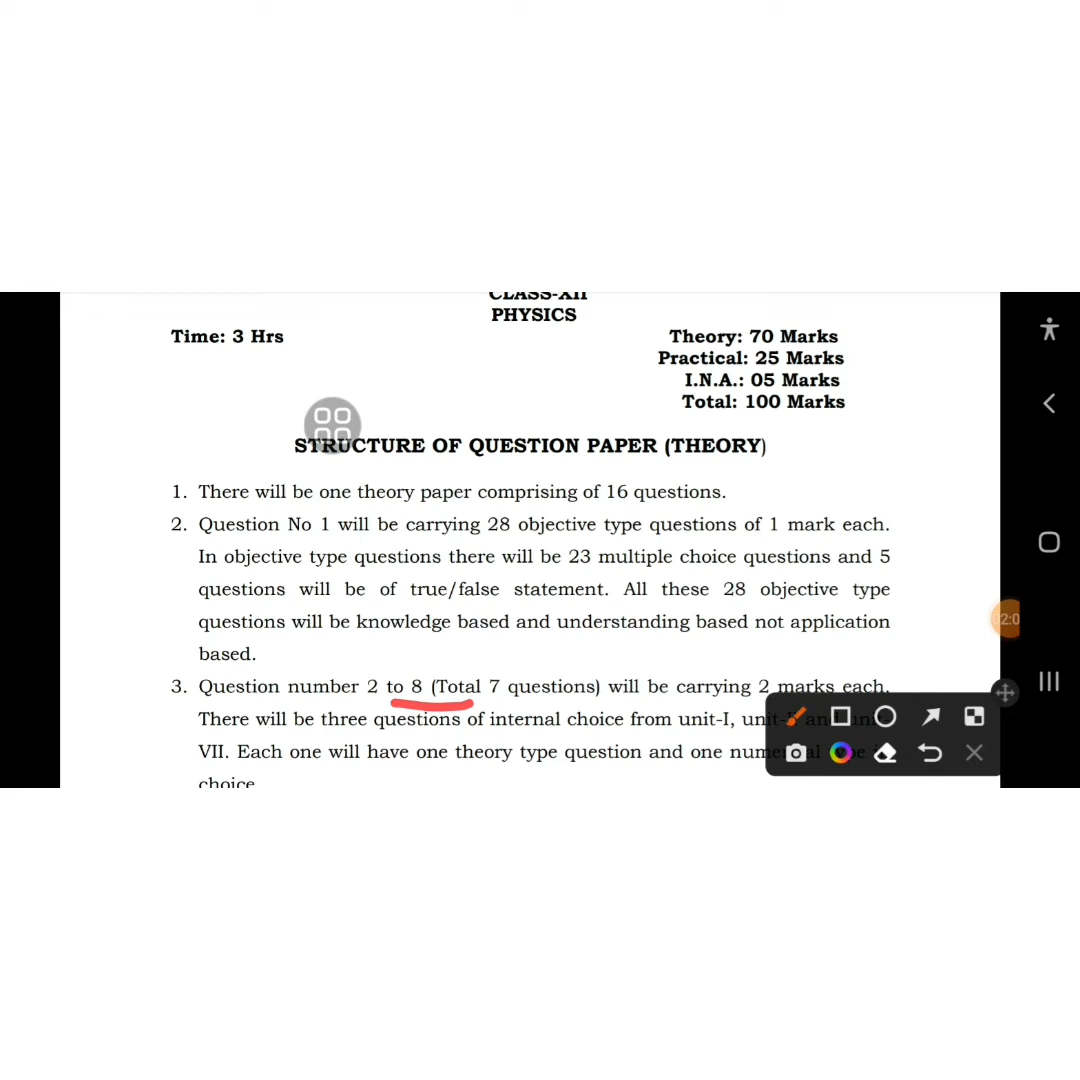 CLASS-XII
PHYSICS
Time: 3 Hrs
Theory: 70 Marks
Practical: 25 Marks
I.N.A.: 05 Marks
Total: 100 Marks
STRUCTURE OF QUESTION PAPER (THEORY)
1. There will be one theory paper comprising of 16 questions.
2. Question No 1 will be carrying 28 objective type questions of 1 mark each.
In objective type questions there will be 23 multiple choice questions and 5
questions will be of true/false statement. All these 28 objective type
questions will be knowledge based and understanding based not application
based.
02:0
3. Question number 2 to 8 (Total 7 questions) will be carrying 2 marks each.
There will be three questions of internal choice from unit-I, and
VII. Each one will have one theory type question and one
choice